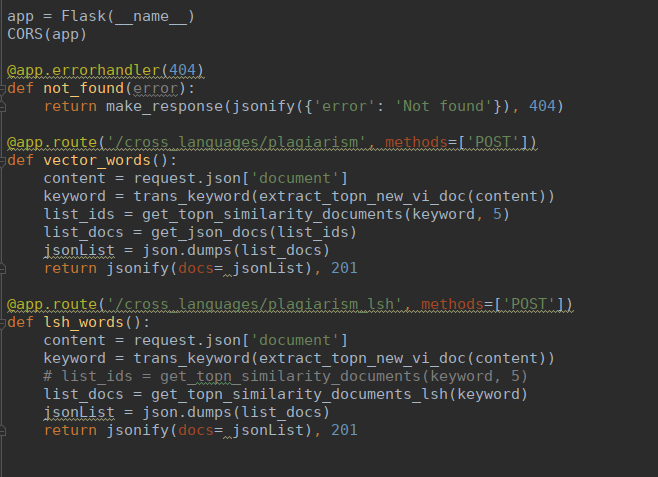 app = Flask(__name__)
CORS(app)
@app.errorhandler(404)
def not_found(error):
    return make_response(jsonify({'error': 'Not found'}), 404)
@app.route('/cross_languages/plagiarism', methods=['POST'])
def vector_words():
    content = request.json['document']
    keyword = trans_keyword(extract_topn_new_vi_doc(content))
    list_ids = get_topn_similarity_documents(keyword, 5)
    list_docs = get_json_docs(list_ids)
    jsonList = json.dumps(list_docs)
    return jsonify(docs= jsonList), 201
@app.route('/cross_languages/plagiarism_lsh', methods=['POST'])
def lsh_words():
    content = request.json['document']
    keyword = trans_keyword(extract_topn_new_vi_doc(content))
    # list_ids = get_topn_similarity_documents(keyword, 5)
    list_docs = get_topn_similarity_documents_lsh(keyword)
    jsonList = json.dumps(list_docs)
    return jsonify(docs= jsonList), 201